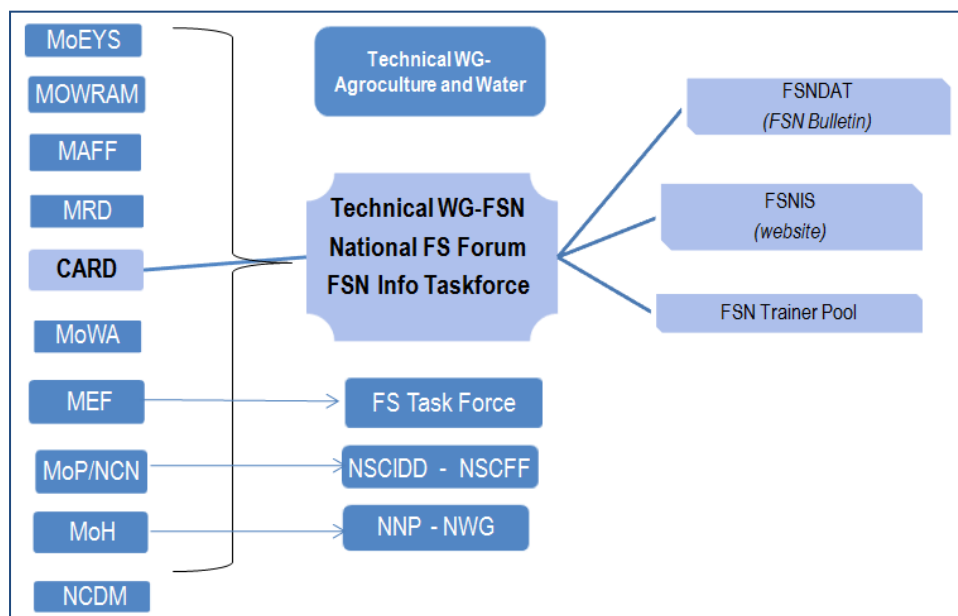 MoEYS
MOWRAM
MAFF
MRD
CARD
MoWA
MEF
MoP/NCN
MoH
NCDM
Technical WG-
Agroculture and Water
Technical WG-FSN
National FS Forum
FSN Info Taskforce
FS Task Force
NSCIDD - NSCFF
NNP - NWG
FSNDAT
(FSN Bulletin)
FSNIS
(website)
FSN Trainer Pool